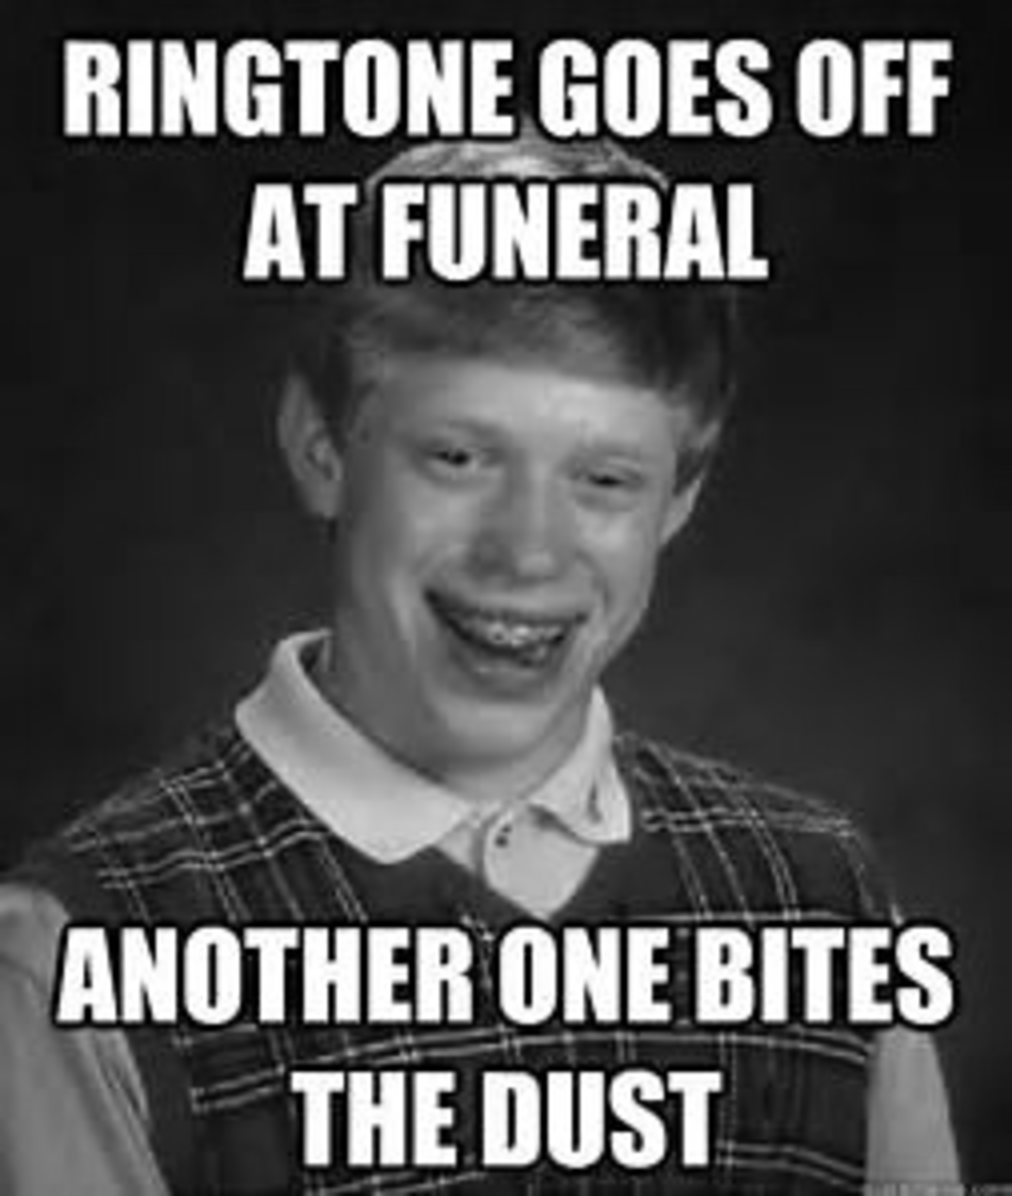 RINGTONE GOES OFF
AT FUNERAL
ANOTHER ONE BITES
THE DUST